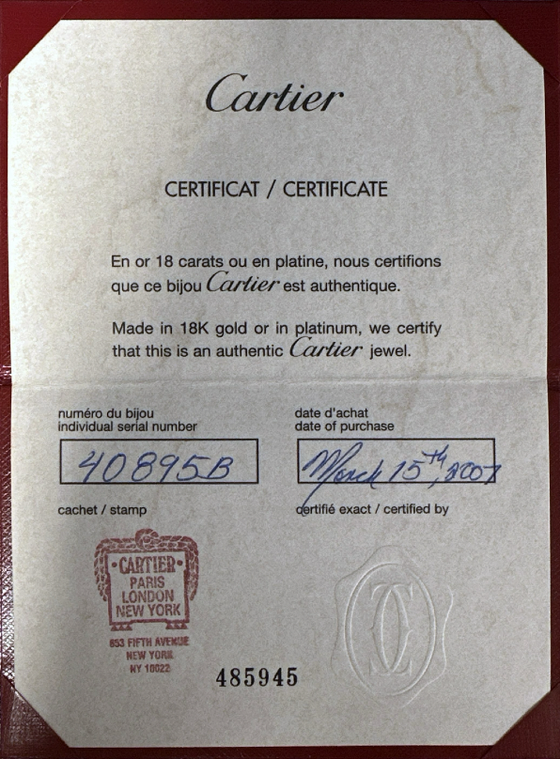 Cartier
CERTIFICAT / CERTIFICATE
En or 18 carats ou en platine, nous certifions
que ce bijou Cartier est authentique.
Made in 18K gold or in platinum, we certify
that this is an authentic Cartier jewel.
numéro du bijou
individual serial number
40895B
date d'achat
date of purchase
March 15th, 2007
cachet / stamp
certifié exact / certified by
·CARTIER·
PARIS
LONDON
NEW YORK
653 FIFTH AVENUE
NEW YORK
NY 10022
485945